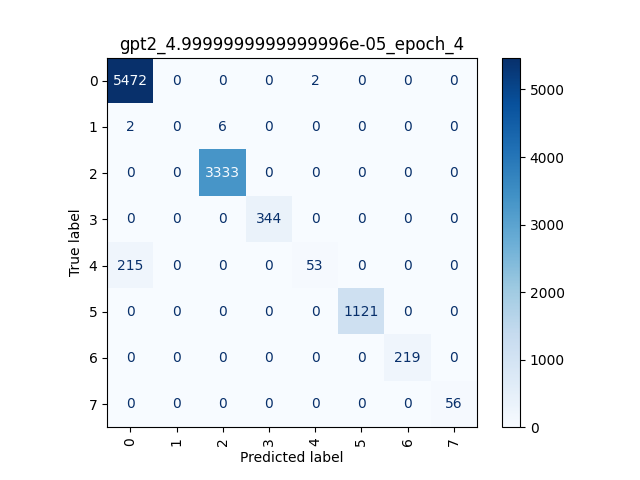 gpt2_4.9999999999999996e-05_epoch_4
0 5472 0 0 0 2 0 0 0
1 2 0 6 0 0 0 0 0
2 0 0 3333 0 0 0 0 0
3 0 0 0 344 0 0 0 0
4 215 0 0 0 53 0 0 0
5 0 0 0 0 0 1121 0 0
6 0 0 0 0 0 0 219 0
7 0 0 0 0 0 0 0 56
0 1 2 3 4 5 6 7
True label
Predicted label
5000
4000
3000
2000
1000
0